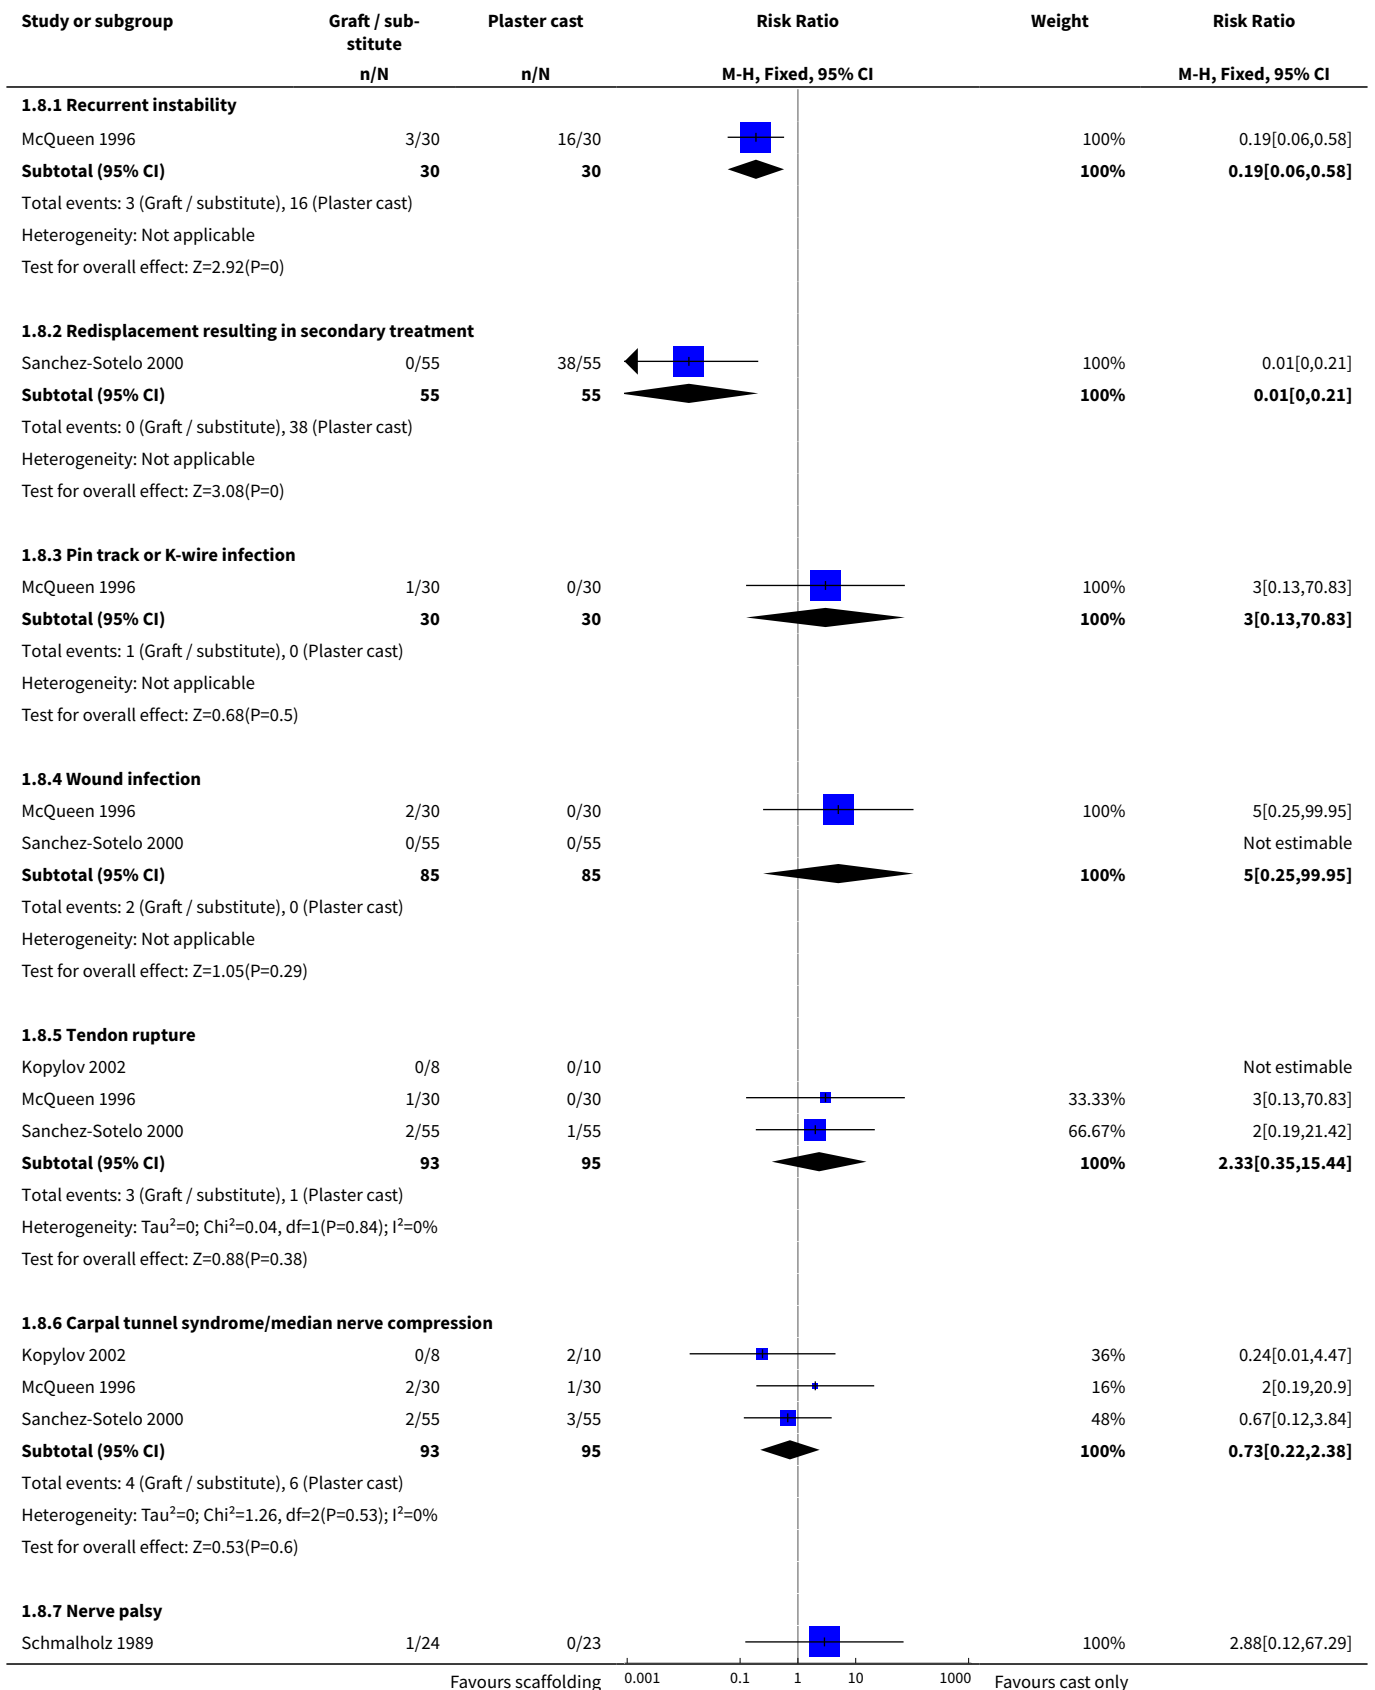 Study or subgroup Graft / sub- Plaster cast Risk Ratio Weight Risk Ratio
stitute
n/N n/N M-H, Fixed, 95% CI M-H, Fixed, 95% CI
1.8.1 Recurrent instability
McQueen 1996 3/30 16/30 100% 0.19[0.06,0.58]
Subtotal (95% CI) 30 30 100% 0.19[0.06,0.58]
Total events: 3 (Graft / substitute), 16 (Plaster cast)
Heterogeneity: Not applicable
Test for overall effect: Z=2.92(P=0)
1.8.2 Redisplacement resulting in secondary treatment
Sanchez-Sotelo 2000 0/55 38/55 100% 0.01[0,0.21]
Subtotal (95% CI) 55 55 100% 0.01[0,0.21]
Total events: 0 (Graft / substitute), 38 (Plaster cast)
Heterogeneity: Not applicable
Test for overall effect: Z=3.08(P=0)
1.8.3 Pin track or K-wire infection
McQueen 1996 1/30 0/30 100% 3[0.13,70.83]
Subtotal (95% CI) 30 30 100% 3[0.13,70.83]
Total events: 1 (Graft / substitute), 0 (Plaster cast)
Heterogeneity: Not applicable
Test for overall effect: Z=0.68(P=0.5)
1.8.4 Wound infection
McQueen 1996 2/30 0/30 100% 5[0.25,99.95]
Sanchez-Sotelo 2000 0/55 0/55 Not estimable
Subtotal (95% CI) 85 85 100% 5[0.25,99.95]
Total events: 2 (Graft / substitute), 0 (Plaster cast)
Heterogeneity: Not applicable
Test for overall effect: Z=1.05(P=0.29)
1.8.5 Tendon rupture
Kopylov 2002 0/8 0/10 Not estimable
McQueen 1996 1/30 0/30 33.33% 3[0.13,70.83]
Sanchez-Sotelo 2000 2/55 1/55 66.67% 2[0.19,21.42]
Subtotal (95% CI) 93 95 100% 2.33[0.35,15.44]
Total events: 3 (Graft / substitute), 1 (Plaster cast)
Heterogeneity: Tau²=0; Chi²=0.04, df=1(P=0.84); I²=0%
Test for overall effect: Z=0.88(P=0.38)
1.8.6 Carpal tunnel syndrome/median nerve compression
Kopylov 2002 0/8 2/10 36% 0.24[0.01,4.47]
McQueen 1996 2/30 1/30 16% 2[0.19,20.9]
Sanchez-Sotelo 2000 2/55 3/55 48% 0.67[0.12,3.84]
Subtotal (95% CI) 93 95 100% 0.73[0.22,2.38]
Total events: 4 (Graft / substitute), 6 (Plaster cast)
Heterogeneity: Tau²=0; Chi²=1.26, df=2(P=0.53); I²=0%
Test for overall effect: Z=0.53(P=0.6)
1.8.7 Nerve palsy
Schmalholz 1989 1/24 0/23 100% 2.88[0.12,67.29]
Favours scaffolding 0.001 0.1 1 10 1000 Favours cast only